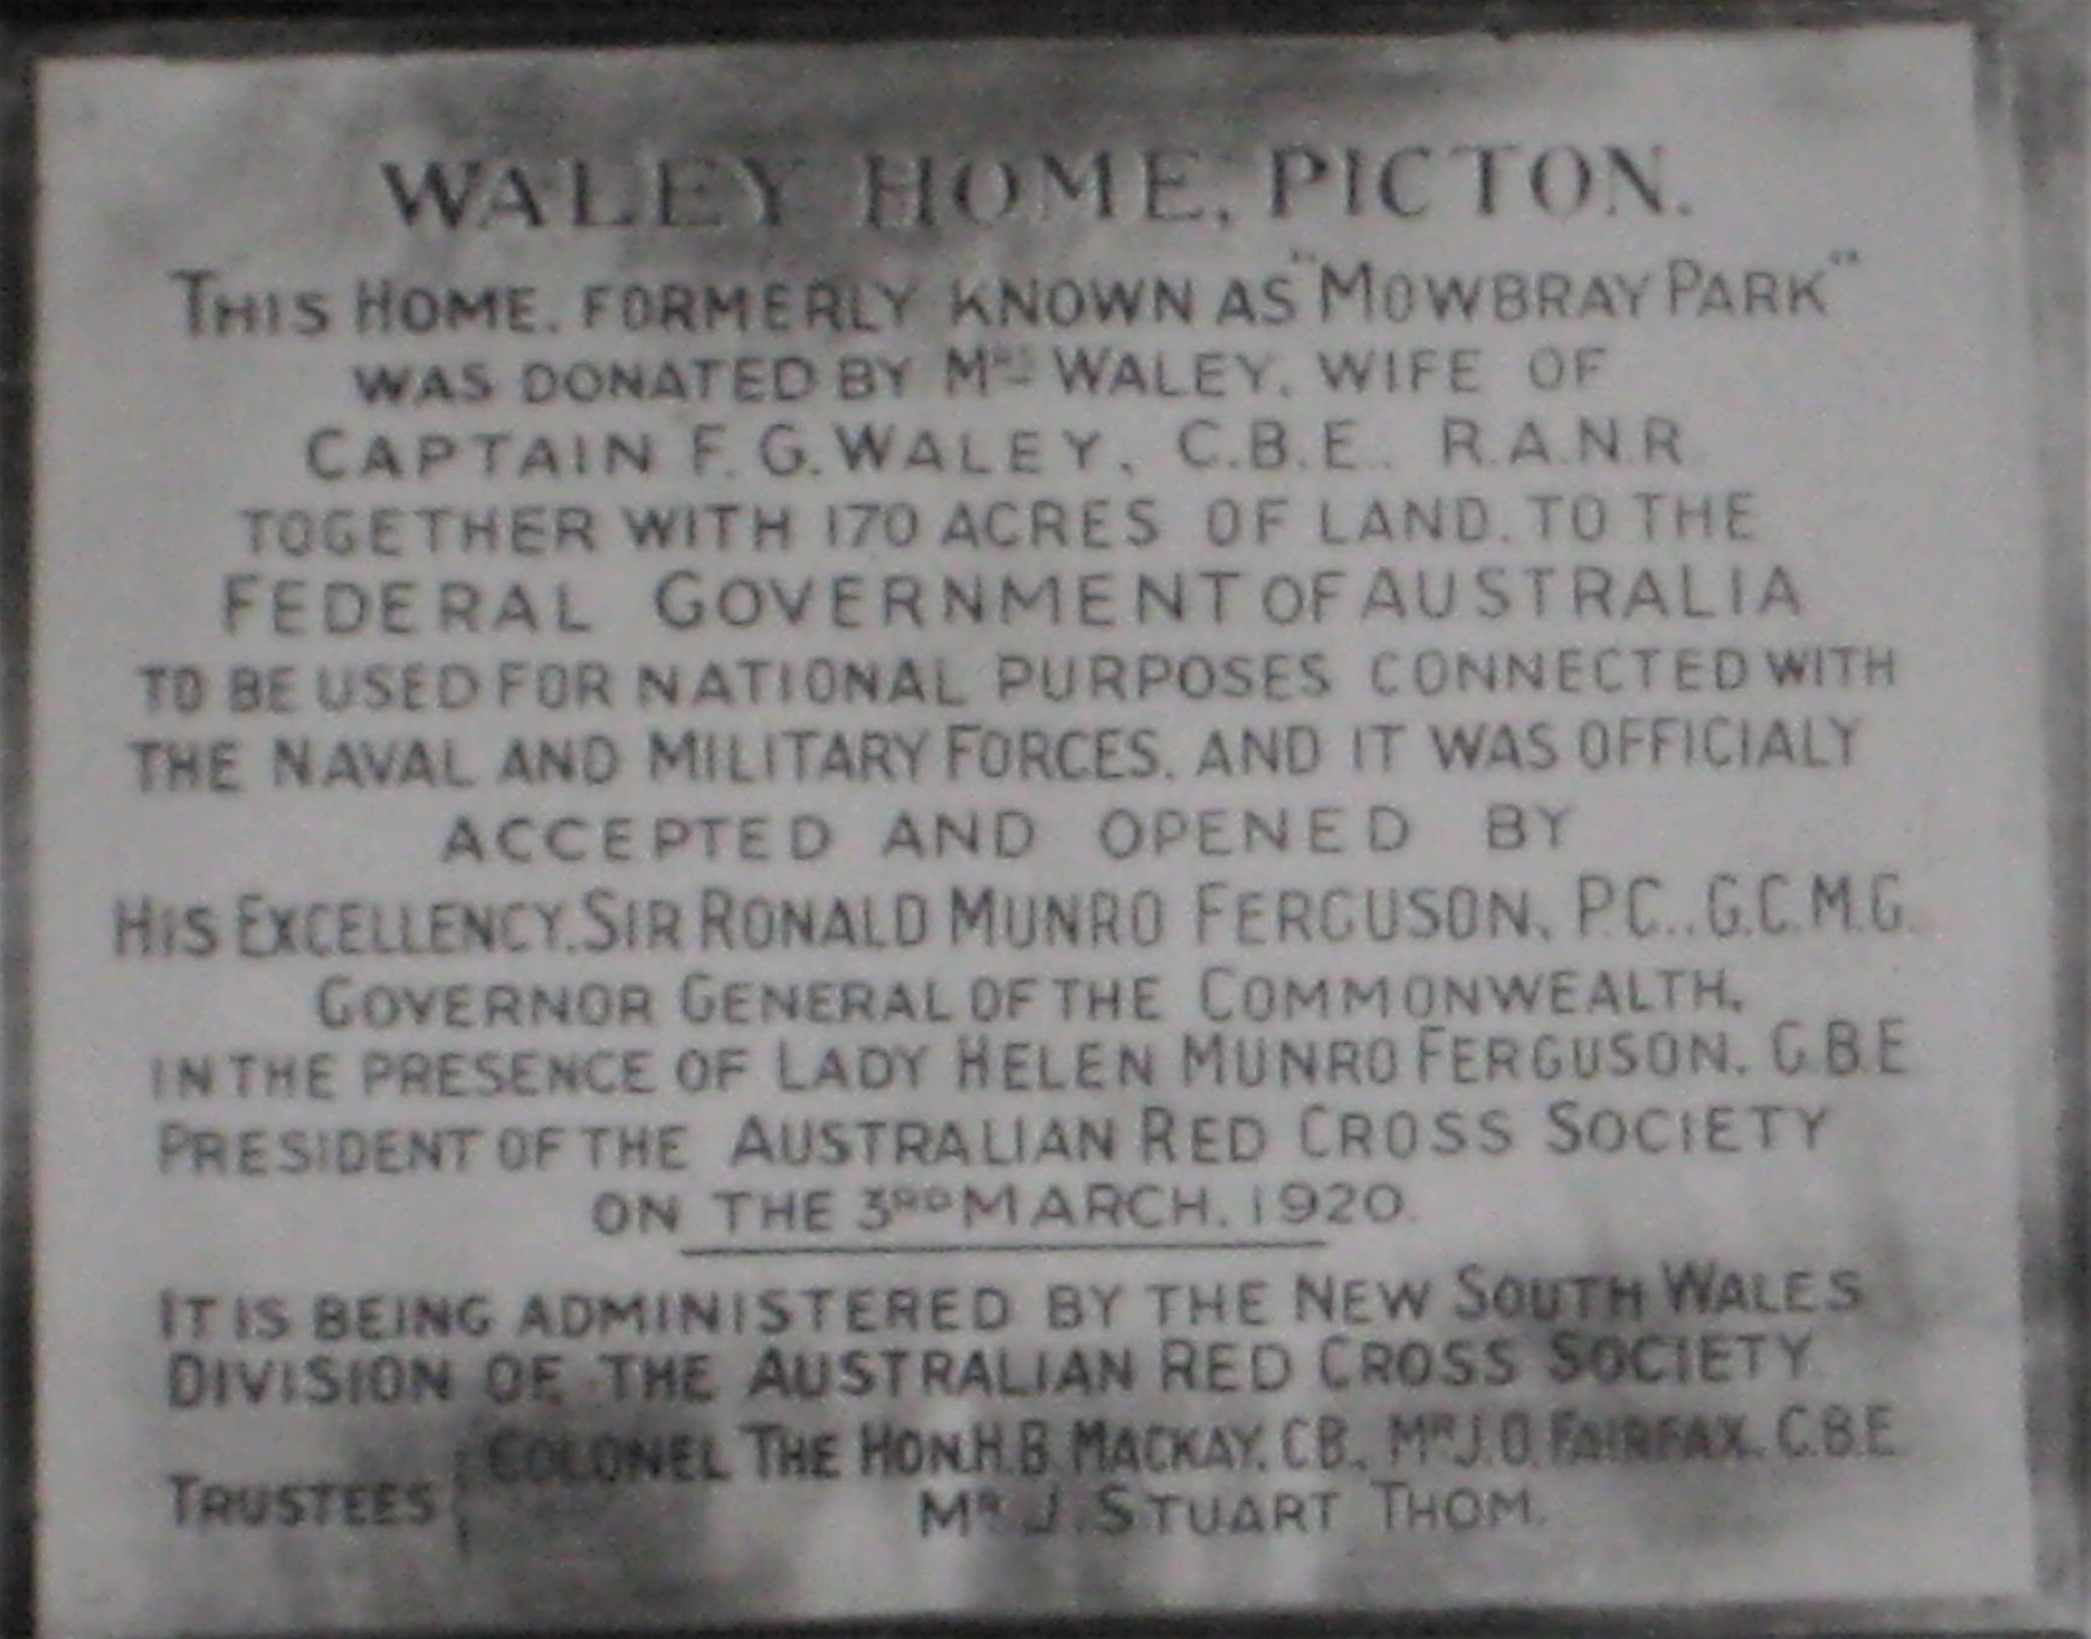 WALEY HOME, PICTON.
THIS HOME, FORMERLY KNOWN AS "MOWBRAY PARK"
WAS DONATED BY MRS WALEY, WIFE OF
CAPTAIN F. G. WALEY, C.B.E., R.A.N.R.
TOGETHER WITH 170 ACRES OF LAND, TO THE
FEDERAL GOVERNMENT OF AUSTRALIA
TO BE USED FOR NATIONAL PURPOSES CONNECTED WITH
THE NAVAL AND MILITARY FORCES, AND IT WAS OFFICIALY
ACCEPTED AND OPENED BY
HIS EXCELLENCY, SIR RONALD MUNRO FERGUSON, P.C., G.C.M.G.
GOVERNOR GENERAL OF THE COMMONWEALTH,
IN THE PRESENCE OF LADY HELEN MUNRO FERGUSON, G.B.E
PRESIDENT OF THE AUSTRALIAN RED CROSS SOCIETY
ON THE 3RD MARCH, 1920.
IT IS BEING ADMINISTERED BY THE NEW SOUTH WALES
DIVISION OF THE AUSTRALIAN RED CROSS SOCIETY
TRUSTEES { COLONEL THE HON. H. B. MACKAY, C.B., MR J. O. FAIRFAX, C.B.E
MR J. STUART THOM.